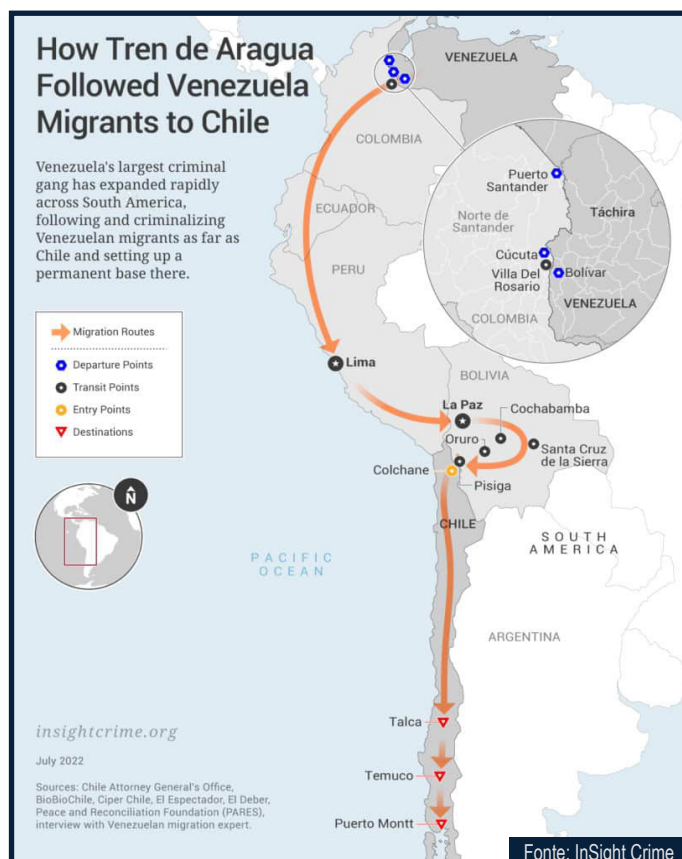 How Tren de Aragua
Followed Venezuela
Migrants to Chile
Venezuela's largest criminal
gang has expanded rapidly
across South America,
following and criminalizing
Venezuelan migrants as far as
Chile and setting up a
permanent base there.
Migration Routes
Departure Points
Transit Points
Entry Points
Destinations
N
VENEZUELA
COLOMBIA
ECUADOR
PERU
Puerto
Santander
Norte de
Santander
Táchira
Cúcuta
Villa Del
Rosario
Bolívar
VENEZUELA
COLOMBIA
Lima
BOLIVIA
La Paz
Cochabamba
Oruro
Santa Cruz
de la Sierra
Colchane
Pisiga
CHILE
SOUTH
AMERICA
PACIFIC
OCEAN
ARGENTINA
Talca
Temuco
Puerto Montt
insightcrime.org
July 2022
Sources: Chile Attorney General's Office,
BioBioChile, Ciper Chile, El Espectador, El Deber,
Peace and Reconciliation Foundation (PARES),
interview with Venezuelan migration expert.
Fonte: InSight Crime